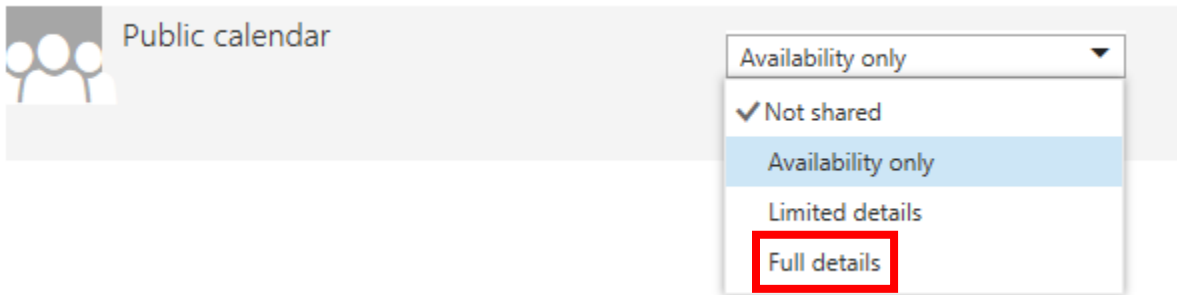 Public calendar
Availability only
Not shared
Availability only
Limited details
Full details